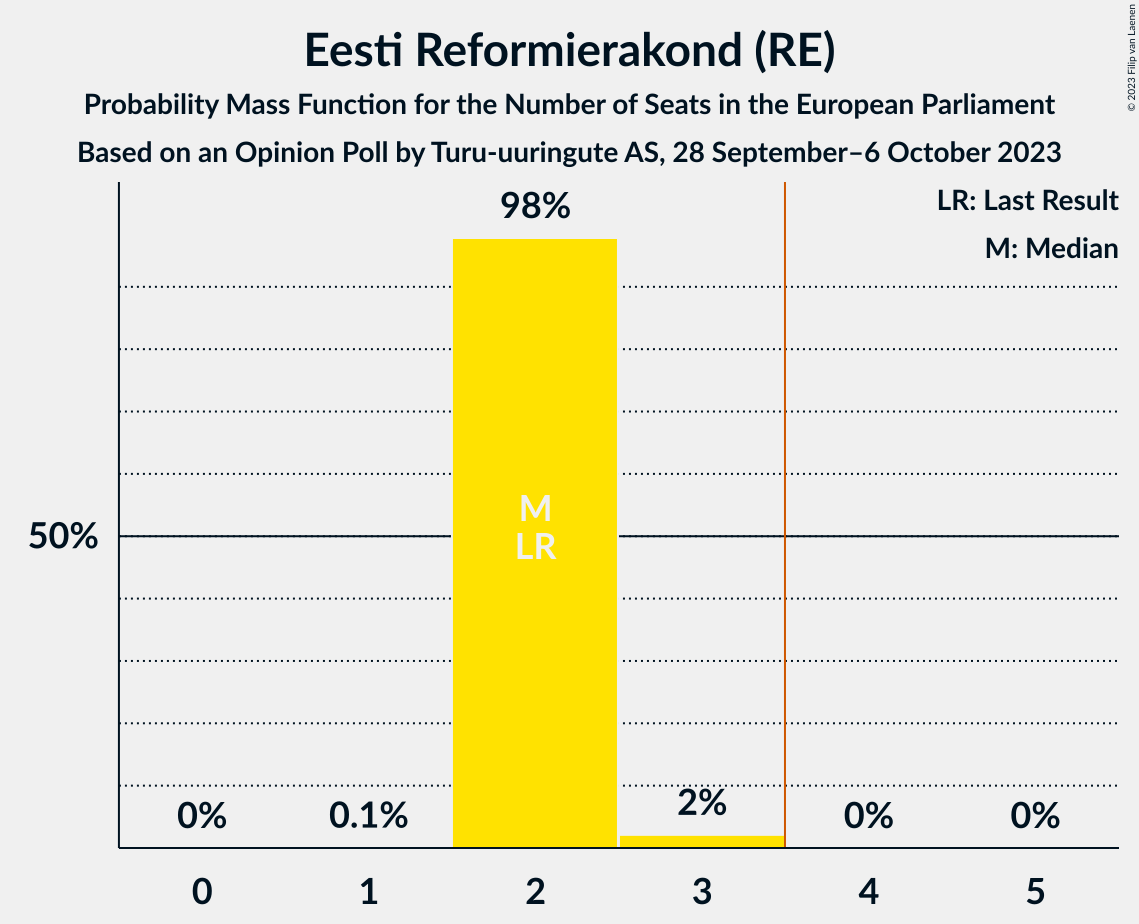 Eesti Reformierakond (RE)
Probability Mass Function for the Number of Seats in the European Parliament
Based on an Opinion Poll by Turu-uuringute AS, 28 September–6 October 2023
© 2023 Filip van Laenen
LR: Last Result
M: Median
98%
M
LR
50%
0%
0.1%
2%
0%
0%
0
1
2
3
4
5